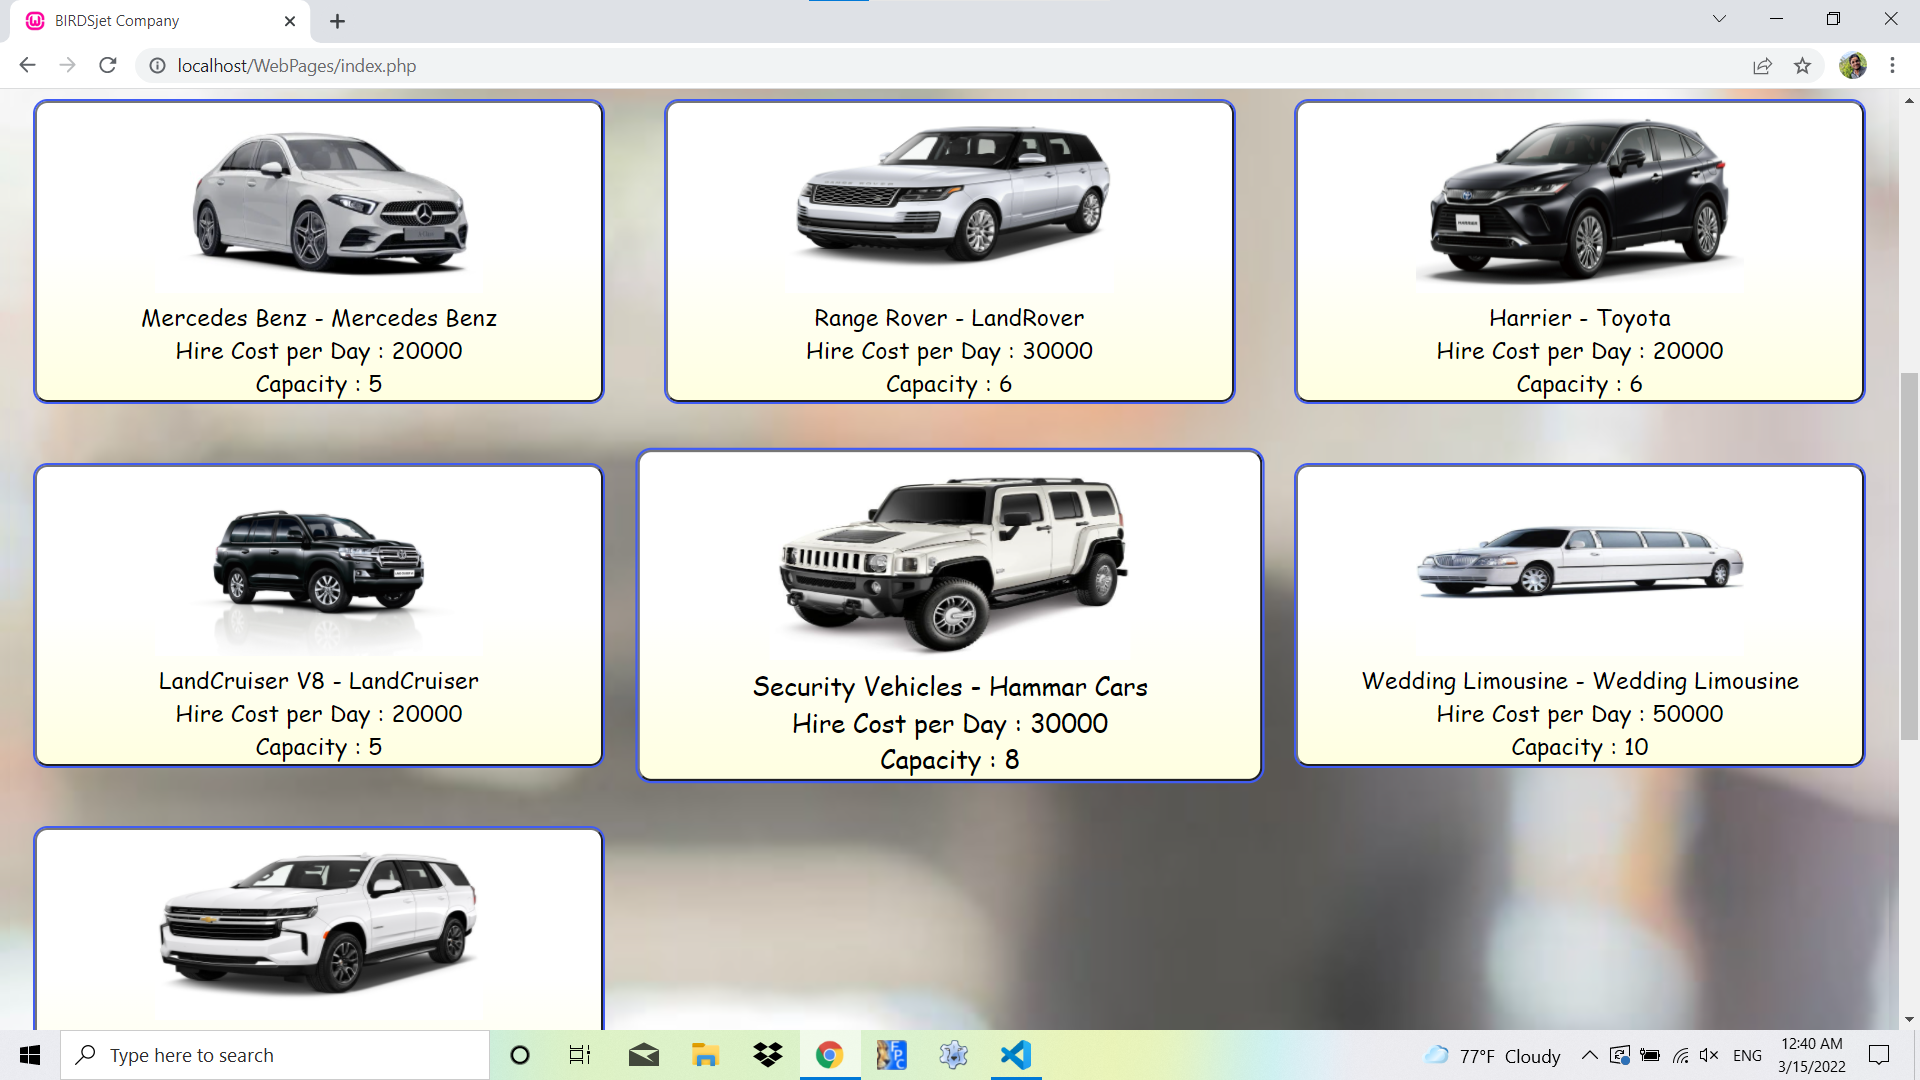 BIRDSjet Company
localhost/WebPages/index.php
Mercedes Benz - Mercedes Benz
Hire Cost per Day : 20000
Capacity : 5
Range Rover - LandRover
Hire Cost per Day : 30000
Capacity : 6
HARRIER
Harrier - Toyota
Hire Cost per Day : 20000
Capacity : 6
LandCruiser V8 - LandCruiser
Hire Cost per Day : 20000
Capacity : 5
Security Vehicles - Hammar Cars
Hire Cost per Day : 30000
Capacity : 8
Wedding Limousine - Wedding Limousine
Hire Cost per Day : 50000
Capacity : 10
Type here to search
FPC
77°F Cloudy
ENG
12:40 AM
3/15/2022